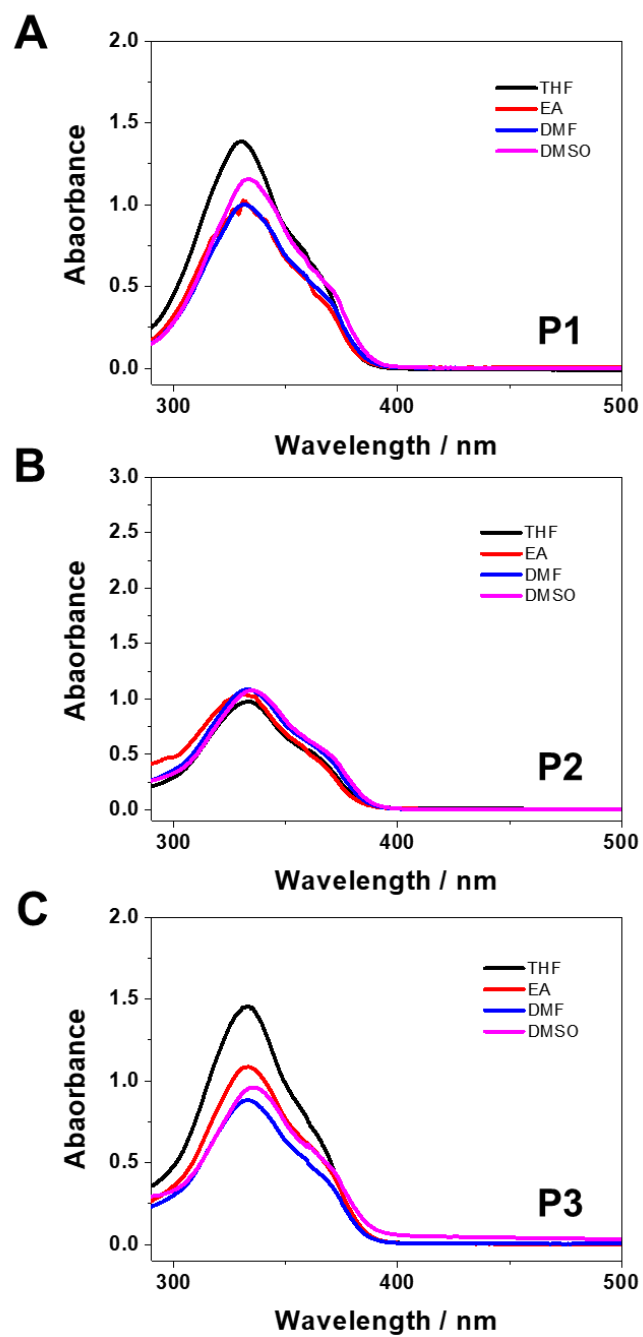 A
2.0
1.5
1.0
0.5
0.0
Abaorbance
THF
EA
DMF
DMSO
P1
300
400
500
Wavelength / nm
B
3.0
2.5
2.0
1.5
1.0
0.5
0.0
Abaorbance
THF
EA
DMF
DMSO
P2
300
400
500
Wavelength / nm
C
2.0
1.5
1.0
0.5
0.0
Abaorbance
THF
EA
DMF
DMSO
P3
300
400
500
Wavelength / nm